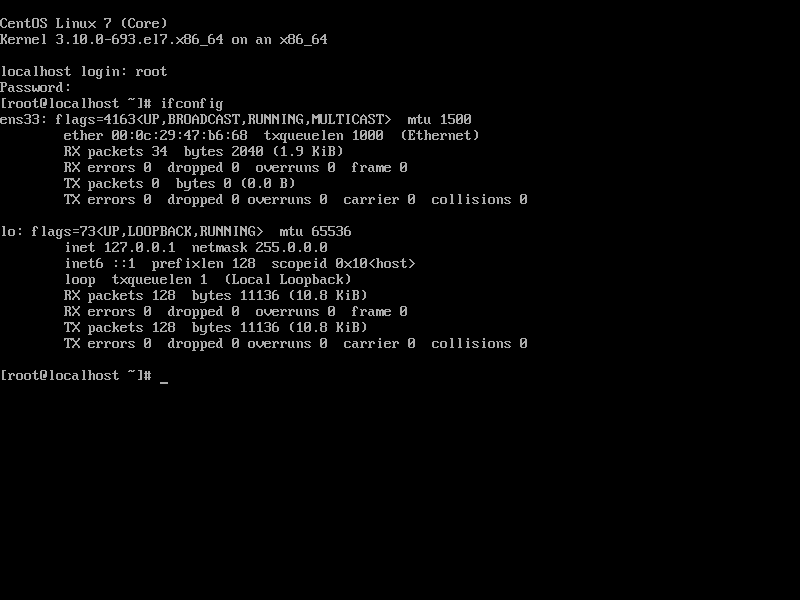 CentOS Linux 7 (Core)
Kernel 3.10.0-693.el7.x86_64 on an x86_64
localhost login: root
Password:
[root@localhost ~]# ifconfig
ens33: flags=4163<UP,BROADCAST,RUNNING,MULTICAST>  mtu 1500
        ether 00:0c:29:47:b6:68  txqueuelen 1000  (Ethernet)
        RX packets 34  bytes 2040 (1.9 KiB)
        RX errors 0  dropped 0  overruns 0  frame 0
        TX packets 0  bytes 0 (0.0 B)
        TX errors 0  dropped 0 overruns 0  carrier 0  collisions 0
lo: flags=73<UP,LOOPBACK,RUNNING>  mtu 65536
        inet 127.0.0.1  netmask 255.0.0.0
        inet6 ::1  prefixlen 128  scopeid 0x10<host>
        loop  txqueuelen 1  (Local Loopback)
        RX packets 128  bytes 11136 (10.8 KiB)
        RX errors 0  dropped 0  overruns 0  frame 0
        TX packets 128  bytes 11136 (10.8 KiB)
        TX errors 0  dropped 0 overruns 0  carrier 0  collisions 0
[root@localhost ~]# _